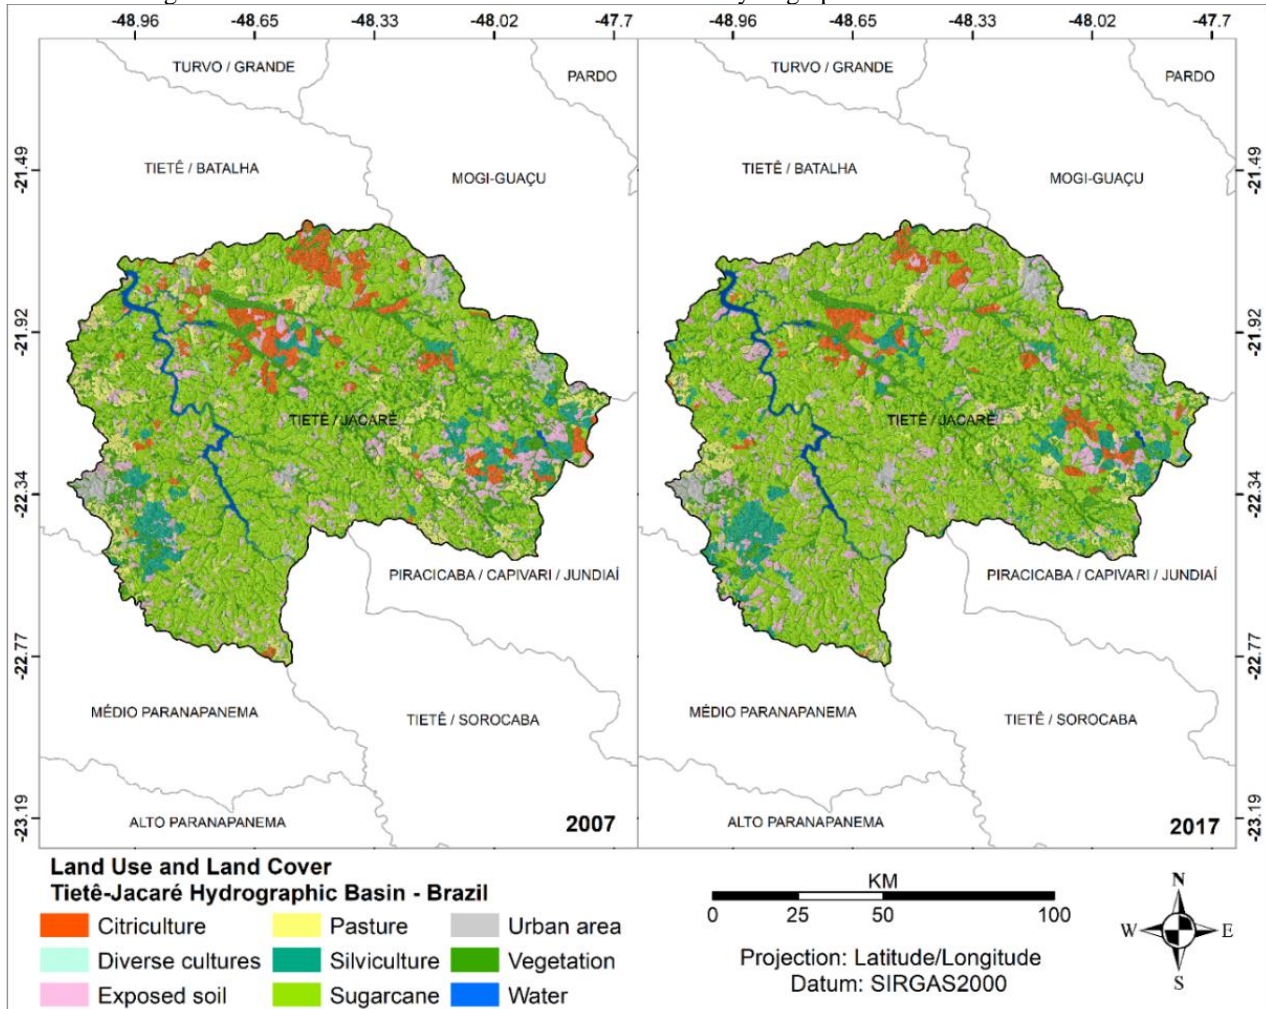 -48.96 -48.65 -48.33 -48.02 -47.7
-48.96 -48.65 -48.33 -48.02 -47.7
TURVO / GRANDE
PARDO
TIETÊ / BATALHA
MOGI-GUAÇU
TIETÊ / JACARÉ
PIRACICABA / CAPIVARI / JUNDIAÍ
MÉDIO PARANAPANEMA
TIETÊ / SOROCABA
ALTO PARANAPANEMA
2007
-21.49
-21.92
-22.34
-22.77
-23.19
TURVO / GRANDE
PARDO
TIETÊ / BATALHA
MOGI-GUAÇU
TIETÊ / JACARÉ
PIRACICABA / CAPIVARI / JUNDIAÍ
MÉDIO PARANAPANEMA
TIETÊ / SOROCABA
ALTO PARANAPANEMA
2017
-21.49
-21.92
-22.34
-22.77
-23.19
Land Use and Land Cover
Tietê-Jacaré Hydrographic Basin - Brazil
Citriculture
Diverse cultures
Exposed soil
Pasture
Silviculture
Sugarcane
Urban area
Vegetation
Water
KM
0 25 50 100
Projection: Latitude/Longitude
Datum: SIRGAS2000
N
W E
S